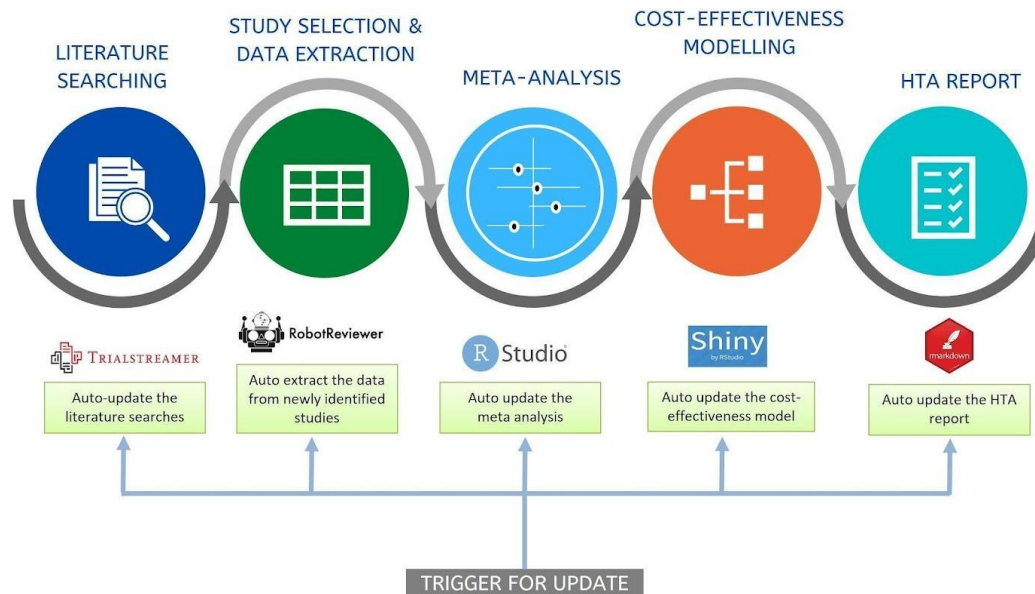 LITERATURE
SEARCHING
STUDY SELECTION &
DATA EXTRACTION
META-ANALYSIS
COST-EFFECTIVENESS
MODELLING
HTA REPORT
TRIALSTREAMER
RobotReviewer
R Studio®
Shiny
by RStudio
rmarkdown
Auto-update the
literature searches
Auto extract the data
from newly identified
studies
Auto update the
meta analysis
Auto update the cost-
effectiveness model
Auto update the HTA
report
TRIGGER FOR UPDATE